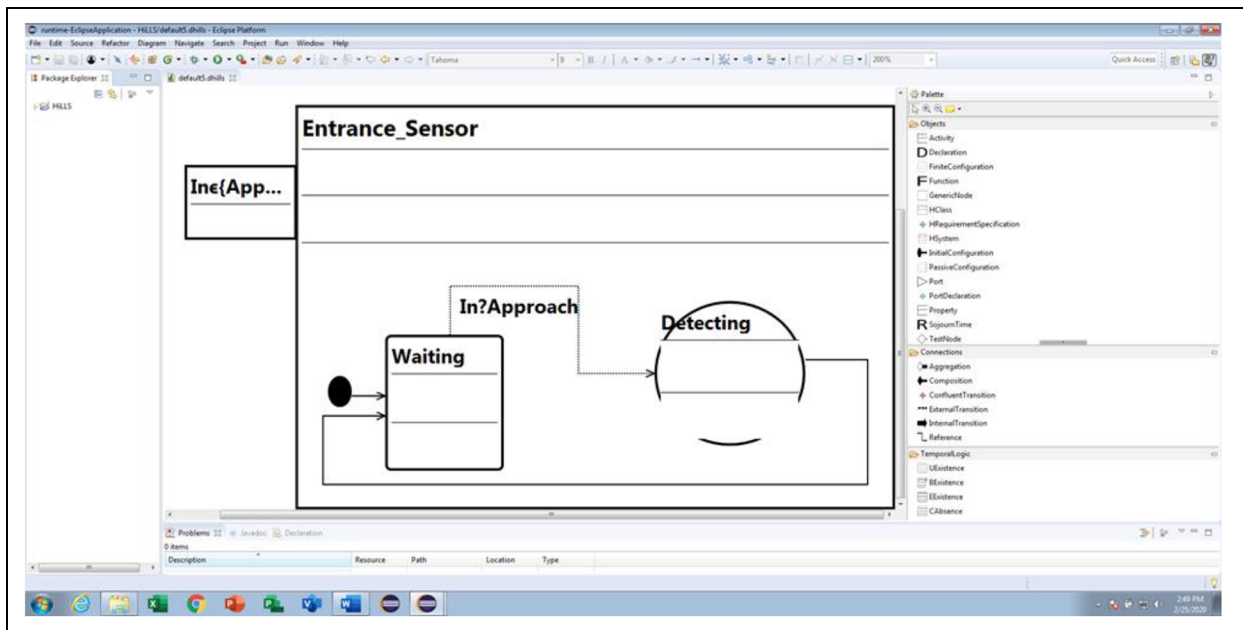 runtime-EclipseApplication - HiLLS/default5.dhills - Eclipse Platform
File Edit Source Refactor Diagram Navigate Search Project Run Window Help
Tahoma 9 B I A 200% Quick Access
Package Explorer default5.dhills
HiLLS
Entrance_Sensor
Inє{App...
In?Approach
Detecting
Waiting
Palette
Objects
Activity
D Declaration
FiniteConfiguration
F Function
GenericNode
HClass
HRequirementSpecification
HSystem
InitialConfiguration
PassiveConfiguration
Port
PortDeclaration
Property
R SojournTime
TestNode
Connections
Aggregation
Composition
ConfluentTransition
ExternalTransition
InternalTransition
Reference
TemporalLogic
UExistence
BExistence
EExistence
CAbsence
Problems Javadoc Declaration
0 items
Description Resource Path Location Type
2:49 PM
2/25/2020